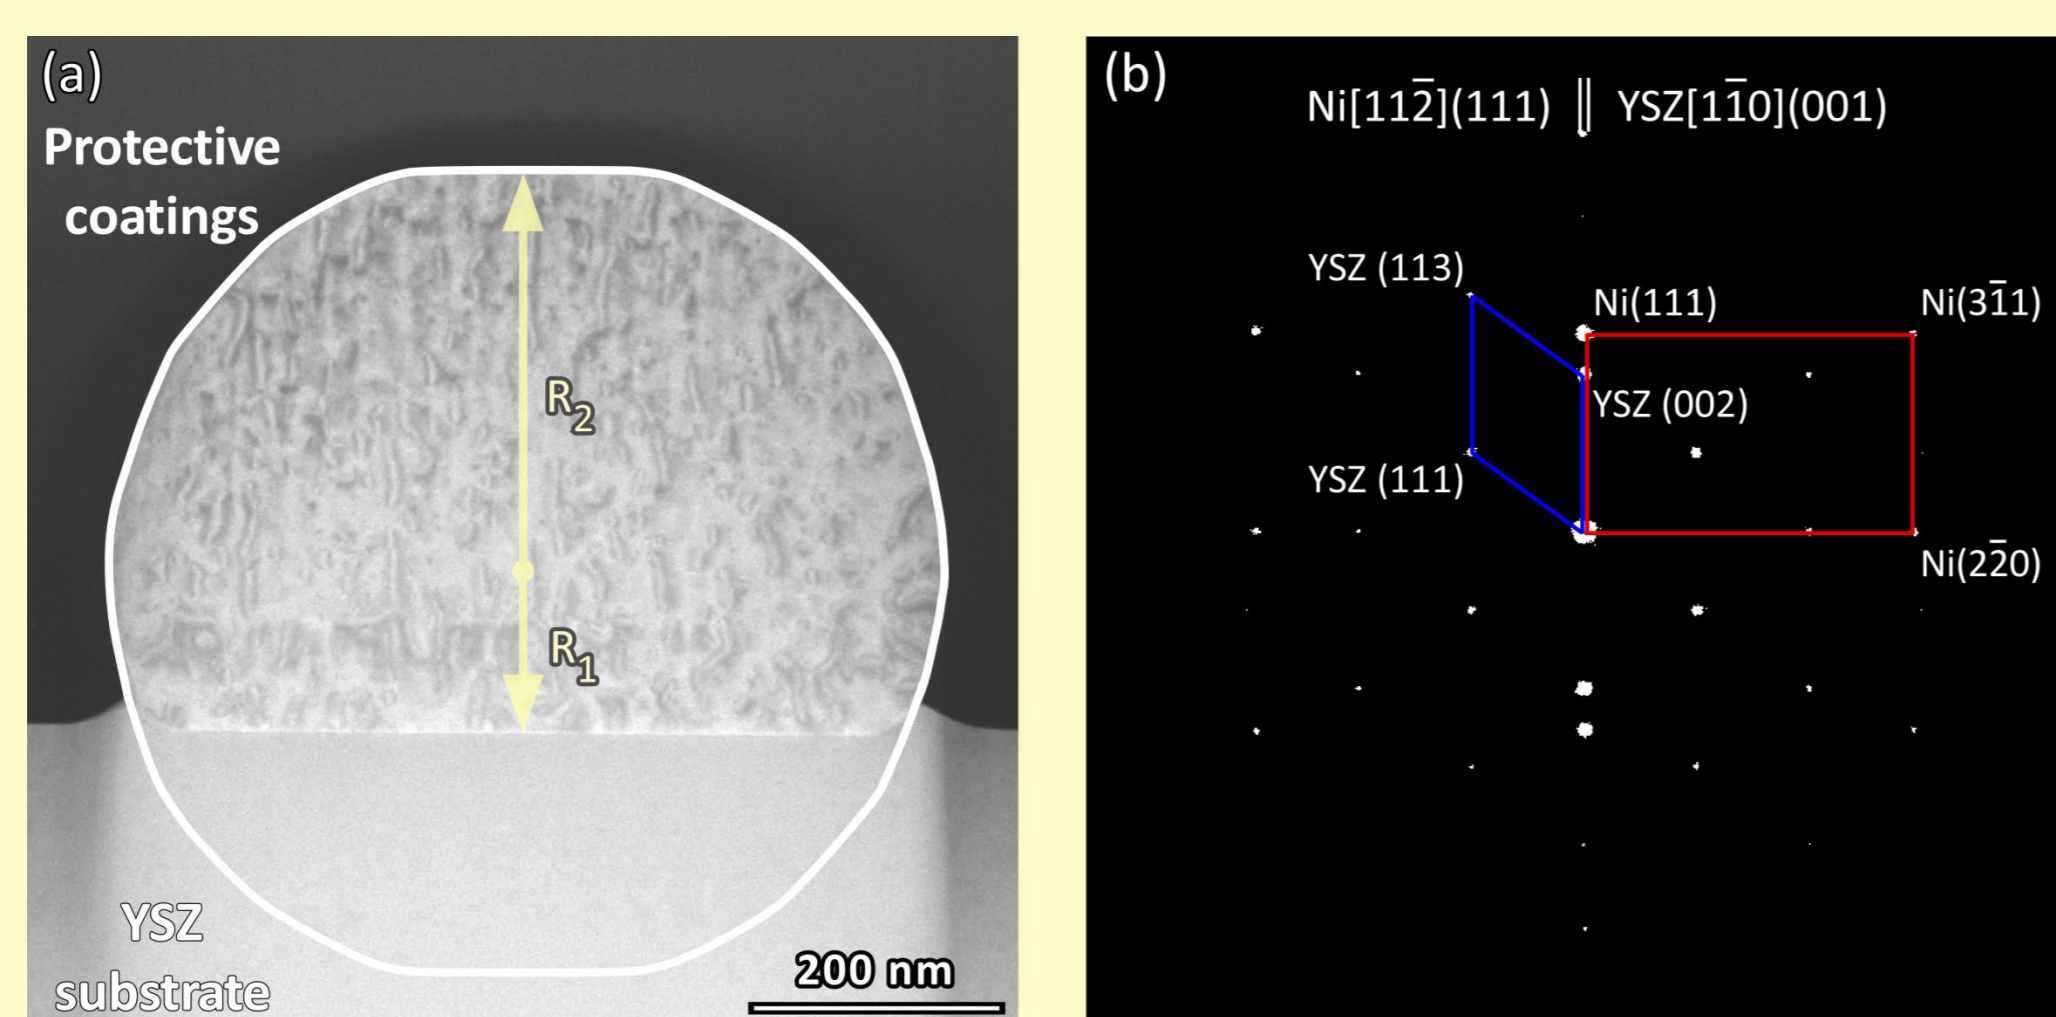 (a)
Protective
coatings
R₂
R₁
YSZ
substrate
200 nm
(b)
Ni[112̅](111) || YSZ[11̅0](001)
YSZ (113)
Ni(111)
Ni(31̅1)
YSZ (002)
YSZ (111)
Ni(22̅0)